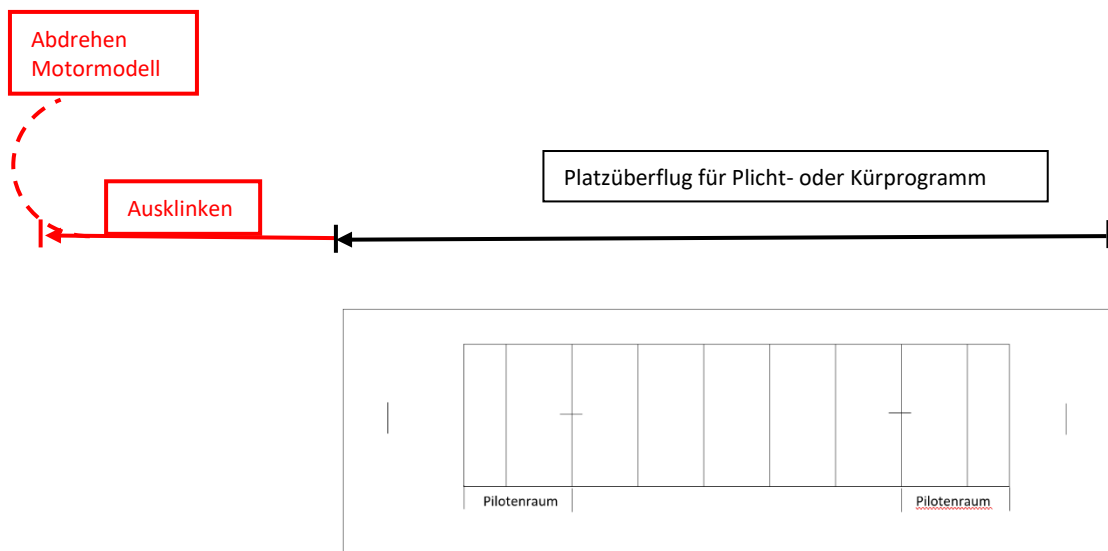 Abdrehen
Motormodell
Platzüberflug für Plicht- oder Kürprogramm
Ausklinken
Pilotenraum
Pilotenraum